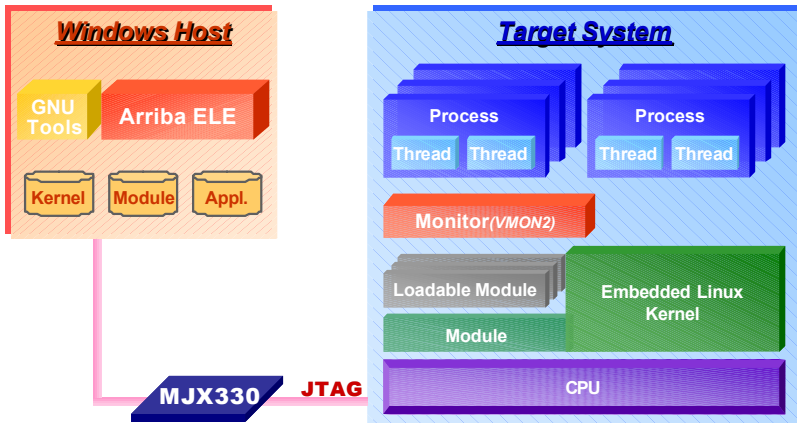 Windows Host
GNU
Tools
Arriba ELE
Kernel
Module
Appl.
MJX330
JTAG
Target System
Process
Thread Thread
Process
Thread Thread
Monitor(VMON2)
Loadable Module
Module
Embedded Linux
Kernel
CPU